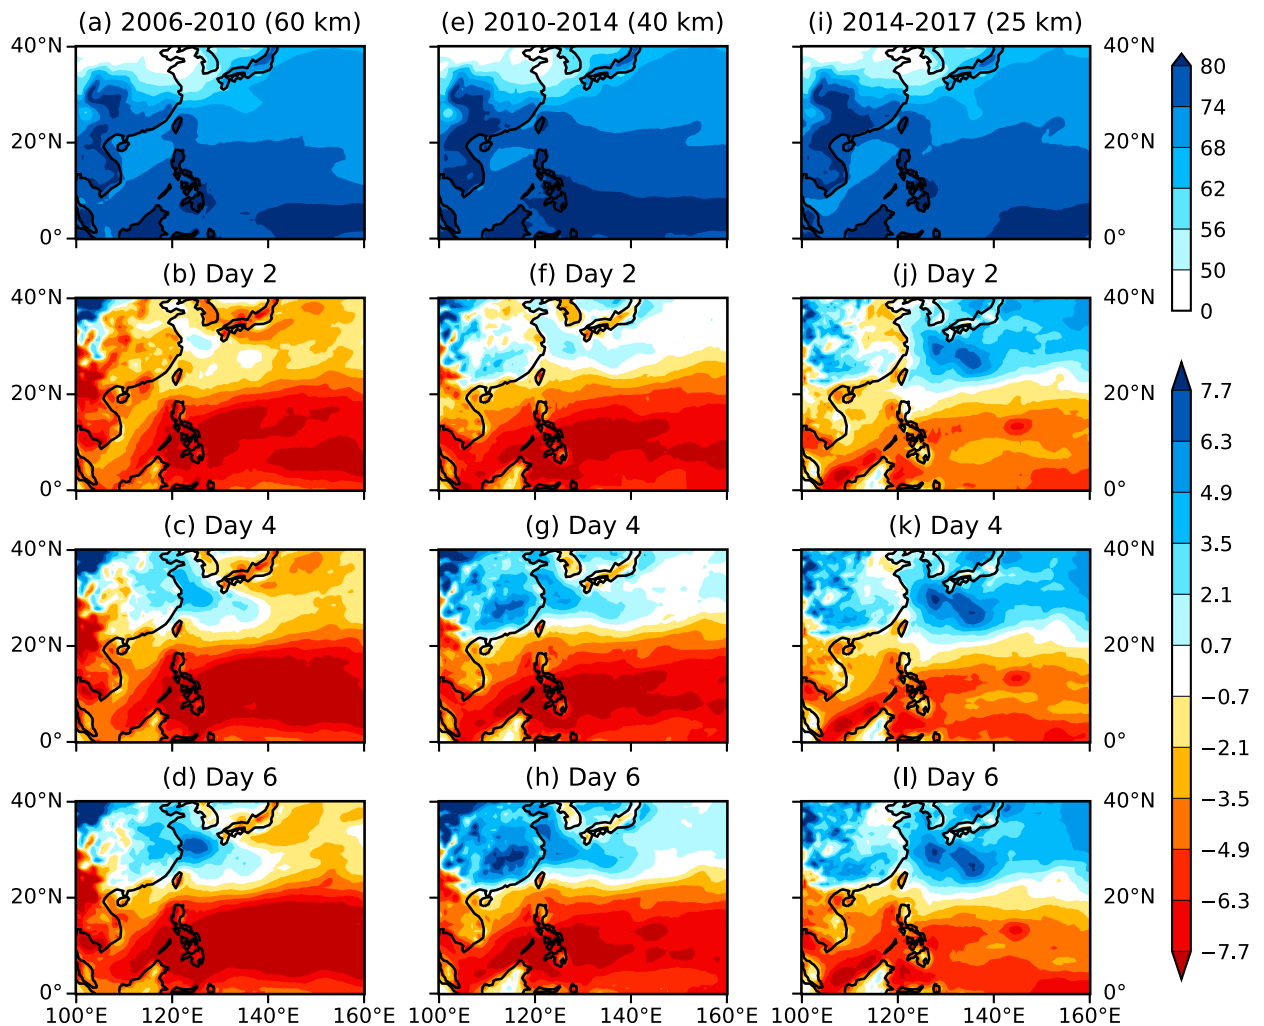 (a) 2006-2010 (60 km)
(e) 2010-2014 (40 km)
(i) 2014-2017 (25 km)
40°N
20°N
0°
40°N
20°N
0°
80
74
68
62
56
50
0
(b) Day 2
(f) Day 2
(j) Day 2
40°N
20°N
0°
40°N
20°N
0°
(c) Day 4
(g) Day 4
(k) Day 4
40°N
20°N
0°
40°N
20°N
0°
(d) Day 6
(h) Day 6
(l) Day 6
40°N
20°N
0°
40°N
20°N
0°
7.7
6.3
4.9
3.5
2.1
0.7
−0.7
−2.1
−3.5
−4.9
−6.3
−7.7
100°E 120°E 140°E 160°E
100°E 120°E 140°E 160°E
100°E 120°E 140°E 160°E